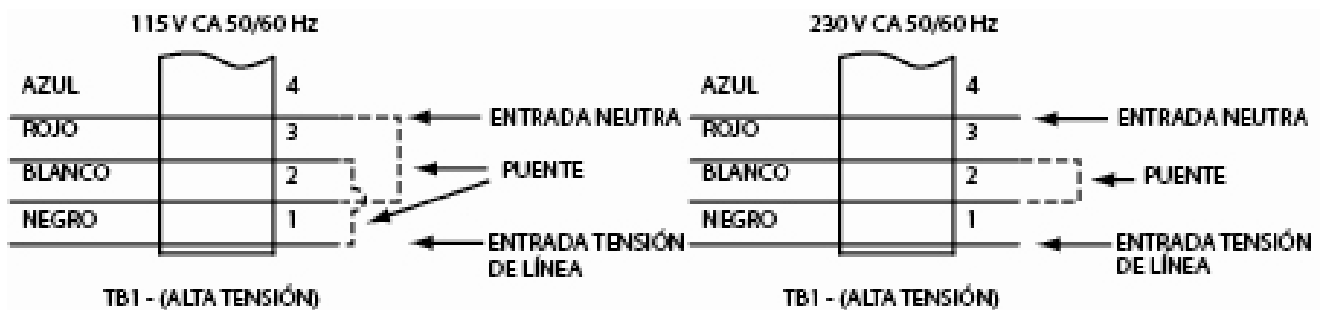 115 V CA 50/60 Hz
AZUL 4
ENTRADA NEUTRA
ROJO 3
BLANCO 2
PUENTE
NEGRO 1
ENTRADA TENSIÓN
DE LÍNEA
TB1 - (ALTA TENSIÓN)
230 V CA 50/60 Hz
AZUL 4
ENTRADA NEUTRA
ROJO 3
BLANCO 2
PUENTE
NEGRO 1
ENTRADA TENSIÓN
DE LÍNEA
TB1 - (ALTA TENSIÓN)